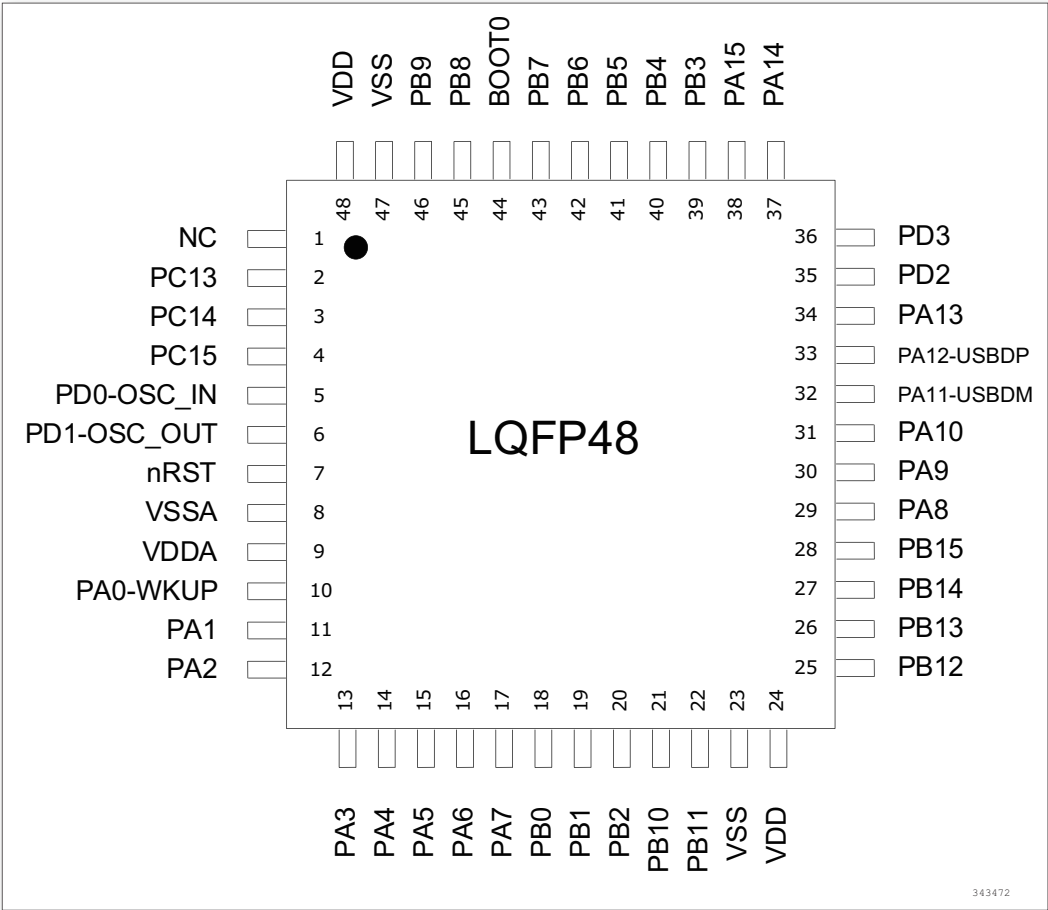 VDD
VSS
PB9
PB8
BOOT0
PB7
PB6
PB5
PB4
PB3
PA15
PA14
48
47
46
45
44
43
42
41
40
39
38
37
NC 1
PC13 2
PC14 3
PC15 4
PD0-OSC_IN 5
PD1-OSC_OUT 6
nRST 7
VSSA 8
VDDA 9
PA0-WKUP 10
PA1 11
PA2 12
LQFP48
36 PD3
35 PD2
34 PA13
33 PA12-USBDP
32 PA11-USBDM
31 PA10
30 PA9
29 PA8
28 PB15
27 PB14
26 PB13
25 PB12
13
14
15
16
17
18
19
20
21
22
23
24
PA3
PA4
PA5
PA6
PA7
PB0
PB1
PB2
PB10
PB11
VSS
VDD
343472